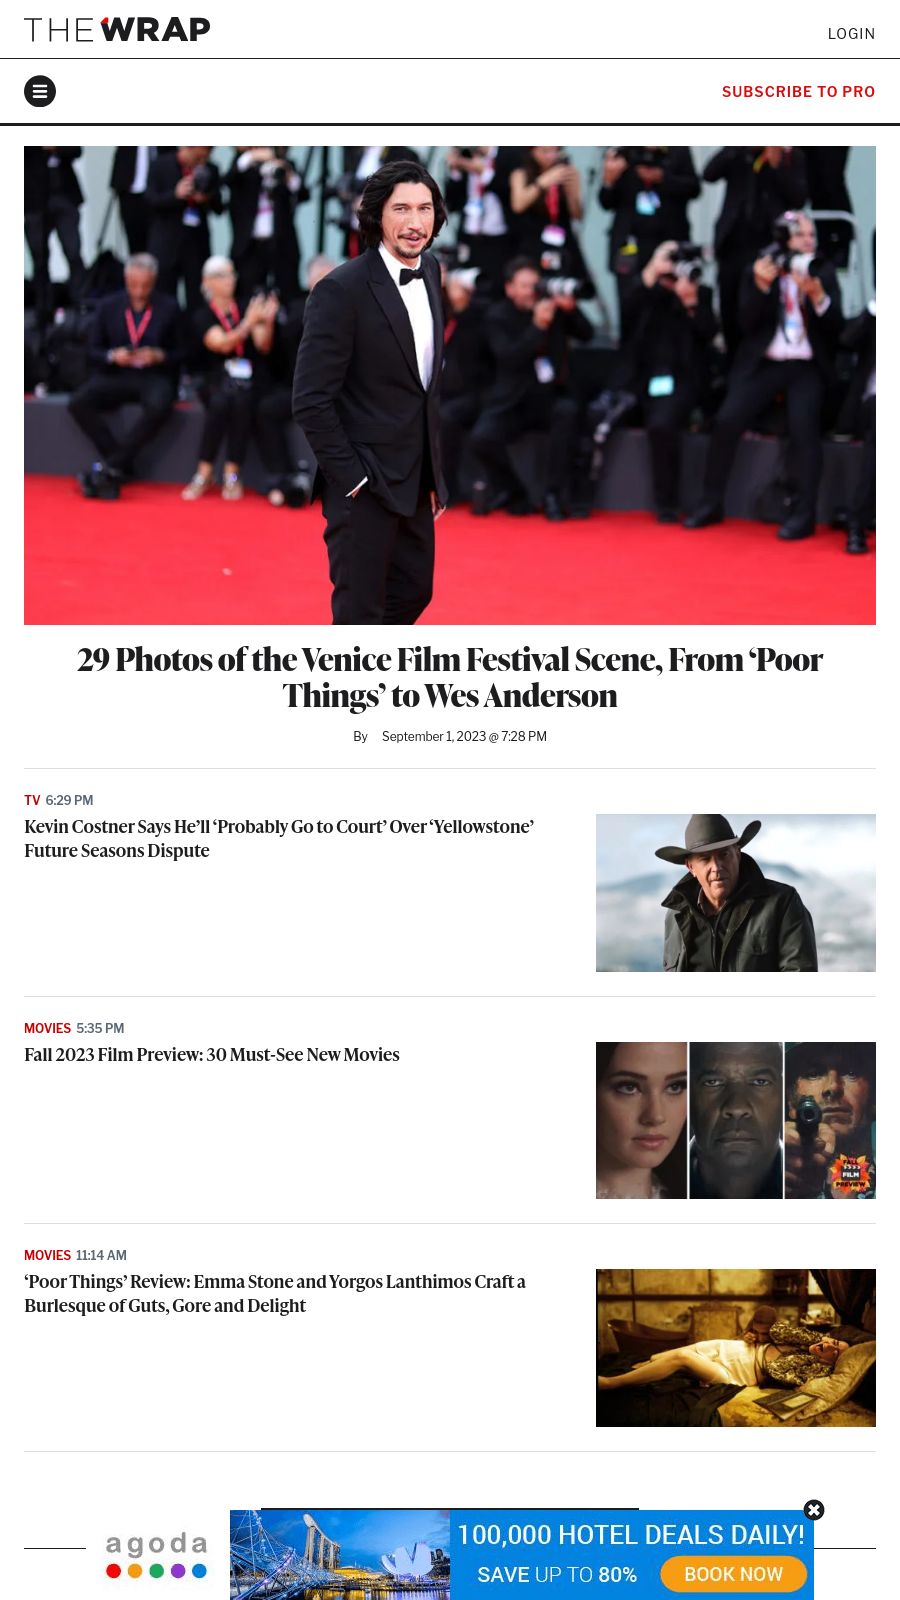 THE WRAP
LOGIN
SUBSCRIBE TO PRO
29 Photos of the Venice Film Festival Scene, From ‘Poor
Things’ to Wes Anderson
By September 1, 2023 @ 7:28 PM
TV 6:29 PM
Kevin Costner Says He’ll ‘Probably Go to Court’ Over ‘Yellowstone’
Future Seasons Dispute
MOVIES 5:35 PM
Fall 2023 Film Preview: 30 Must-See New Movies
FALL
FILM
PREVIEW
MOVIES 11:14 AM
‘Poor Things’ Review: Emma Stone and Yorgos Lanthimos Craft a
Burlesque of Guts, Gore and Delight
agoda
100,000 HOTEL DEALS DAILY!
SAVE UP TO 80%
BOOK NOW